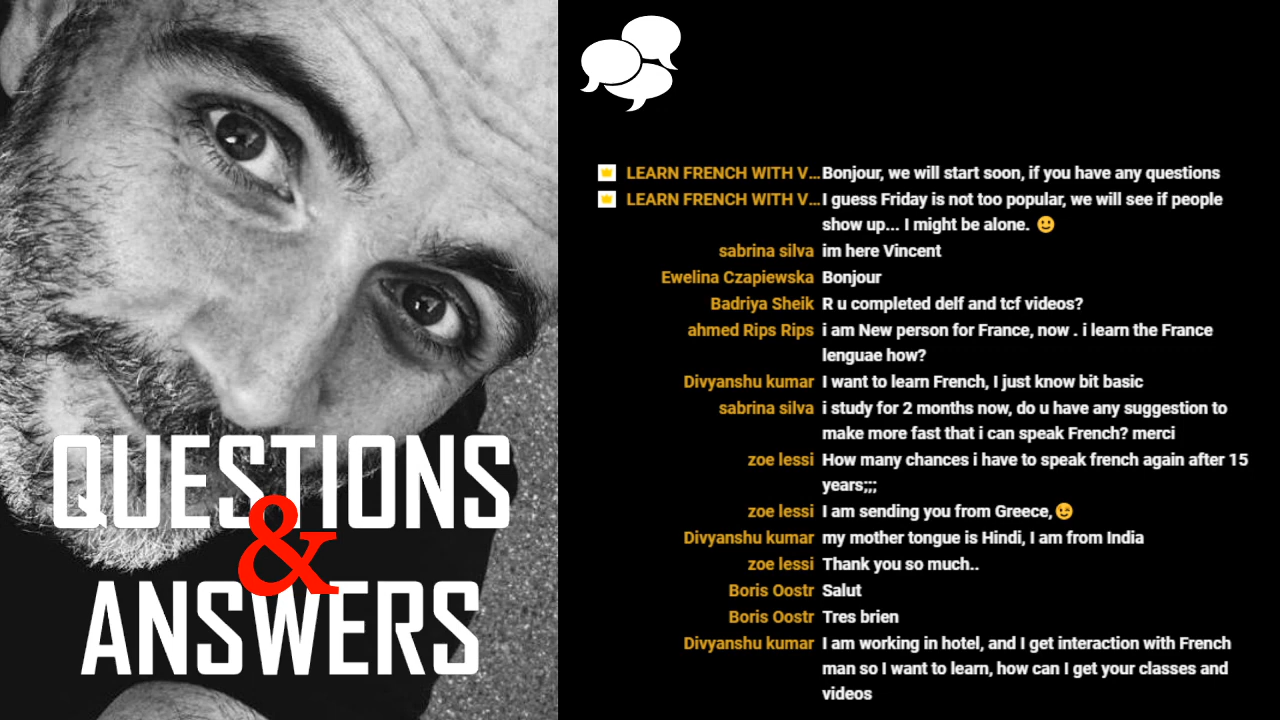 QUESTIONS
&
ANSWERS
LEARN FRENCH WITH V... Bonjour, we will start soon, if you have any questions
LEARN FRENCH WITH V... I guess Friday is not too popular, we will see if people
show up... I might be alone. 🙂
sabrina silva im here Vincent
Ewelina Czapiewska Bonjour
Badriya Sheik R u completed delf and tcf videos?
ahmed Rips Rips i am New person for France, now . i learn the France
lenguae how?
Divyanshu kumar I want to learn French, I just know bit basic
sabrina silva i study for 2 months now, do u have any suggestion to
make more fast that i can speak French? merci
zoe lessi How many chances i have to speak french again after 15
years;;;
zoe lessi I am sending you from Greece,😉
Divyanshu kumar my mother tongue is Hindi, I am from India
zoe lessi Thank you so much..
Boris Oostr Salut
Boris Oostr Tres brien
Divyanshu kumar I am working in hotel, and I get interaction with French
man so I want to learn, how can I get your classes and
videos